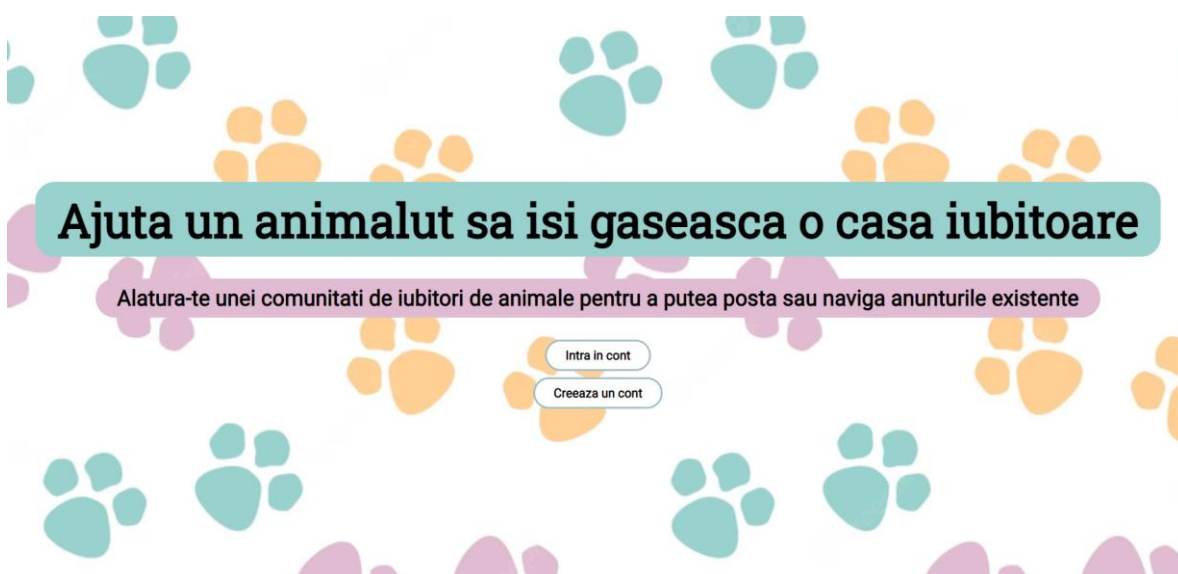 Ajuta un animalut sa isi gaseasca o casa iubitoare
Alatura-te unei comunitati de iubitori de animale pentru a putea posta sau naviga anunturile existente
Intra in cont
Creeaza un cont